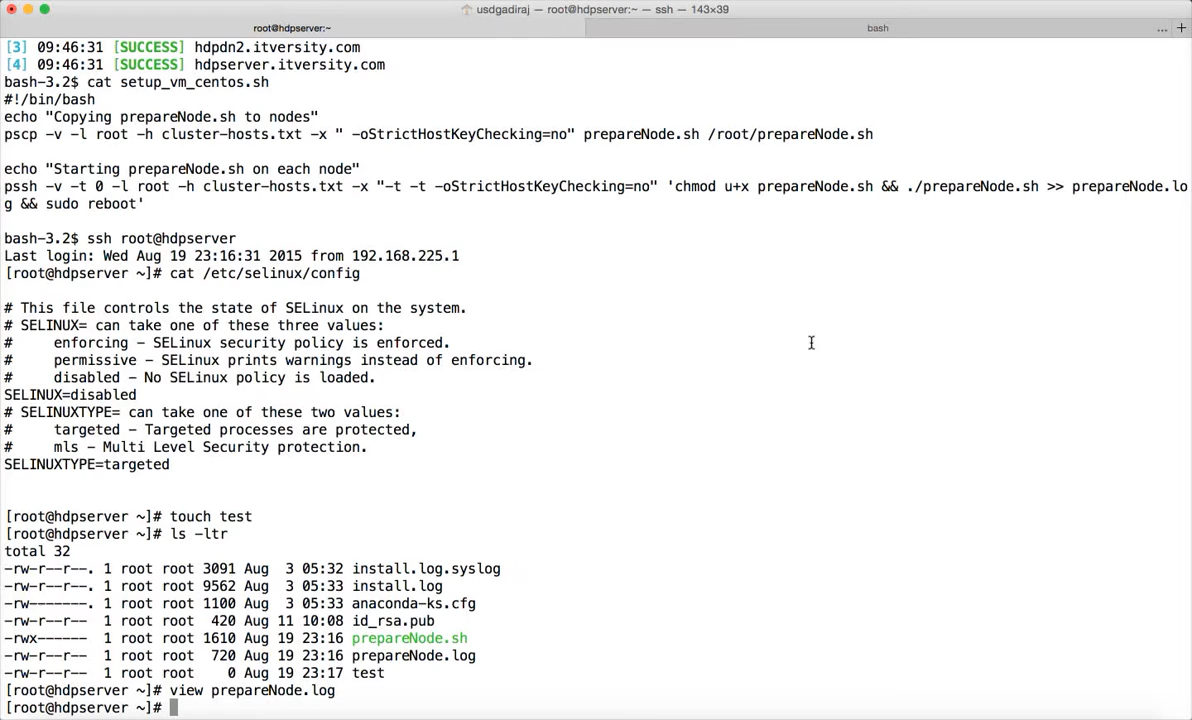 usdgadiraj — root@hdpserver:~ — ssh — 143×39
root@hdpserver:~
bash
...
+
[3] 09:46:31 [SUCCESS] hdpdn2.itversity.com
[4] 09:46:31 [SUCCESS] hdpserver.itversity.com
bash-3.2$ cat setup_vm_centos.sh
#!/bin/bash
echo "Copying prepareNode.sh to nodes"
pscp -v -l root -h cluster-hosts.txt -x " -oStrictHostKeyChecking=no" prepareNode.sh /root/prepareNode.sh
echo "Starting prepareNode.sh on each node"
pssh -v -t 0 -l root -h cluster-hosts.txt -x "-t -t -oStrictHostKeyChecking=no" 'chmod u+x prepareNode.sh && ./prepareNode.sh >> prepareNode.lo
g && sudo reboot'
bash-3.2$ ssh root@hdpserver
Last login: Wed Aug 19 23:16:31 2015 from 192.168.225.1
[root@hdpserver ~]# cat /etc/selinux/config
# This file controls the state of SELinux on the system.
# SELINUX= can take one of these three values:
#     enforcing - SELinux security policy is enforced.
#     permissive - SELinux prints warnings instead of enforcing.
#     disabled - No SELinux policy is loaded.
SELINUX=disabled
# SELINUXTYPE= can take one of these two values:
#     targeted - Targeted processes are protected,
#     mls - Multi Level Security protection.
SELINUXTYPE=targeted
[root@hdpserver ~]# touch test
[root@hdpserver ~]# ls -ltr
total 32
-rw-r--r--. 1 root root 3091 Aug  3 05:32 install.log.syslog
-rw-r--r--. 1 root root 9562 Aug  3 05:33 install.log
-rw-------. 1 root root 1100 Aug  3 05:33 anaconda-ks.cfg
-rw-r--r--  1 root root  420 Aug 11 10:08 id_rsa.pub
-rwx------  1 root root 1610 Aug 19 23:16 prepareNode.sh
-rw-r--r--  1 root root  720 Aug 19 23:16 prepareNode.log
-rw-r--r--  1 root root    0 Aug 19 23:17 test
[root@hdpserver ~]# view prepareNode.log
[root@hdpserver ~]#